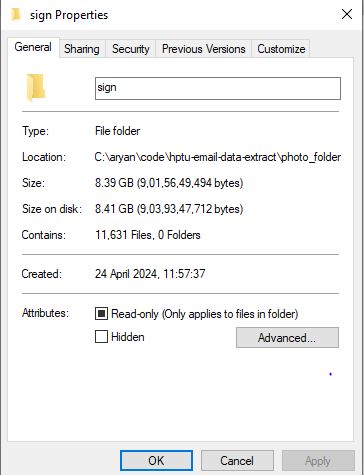 sign Properties
General Sharing Security Previous Versions Customize
sign
Type: File folder
Location: C:\aryan\code\hptu-email-data-extract\photo_folder
Size: 8.39 GB (9,01,56,49,494 bytes)
Size on disk: 8.41 GB (9,03,93,47,712 bytes)
Contains: 11,631 Files, 0 Folders
Created: 24 April 2024, 11:57:37
Attributes: Read-only (Only applies to files in folder)
Hidden Advanced...
OK Cancel Apply